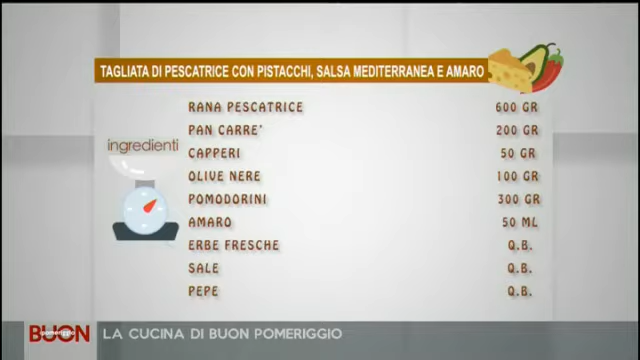 TAGLIATA DI PESCATRICE CON PISTACCHI, SALSA MEDITERRANEA E AMARO
ingredienti
RANA PESCATRICE 600 GR
PAN CARRE' 200 GR
CAPPERI 50 GR
OLIVE NERE 100 GR
POMODORINI 300 GR
AMARO 50 ML
ERBE FRESCHE Q.B.
SALE Q.B.
PEPE Q.B.
BUON
pomeriggio
LA CUCINA DI BUON POMERIGGIO